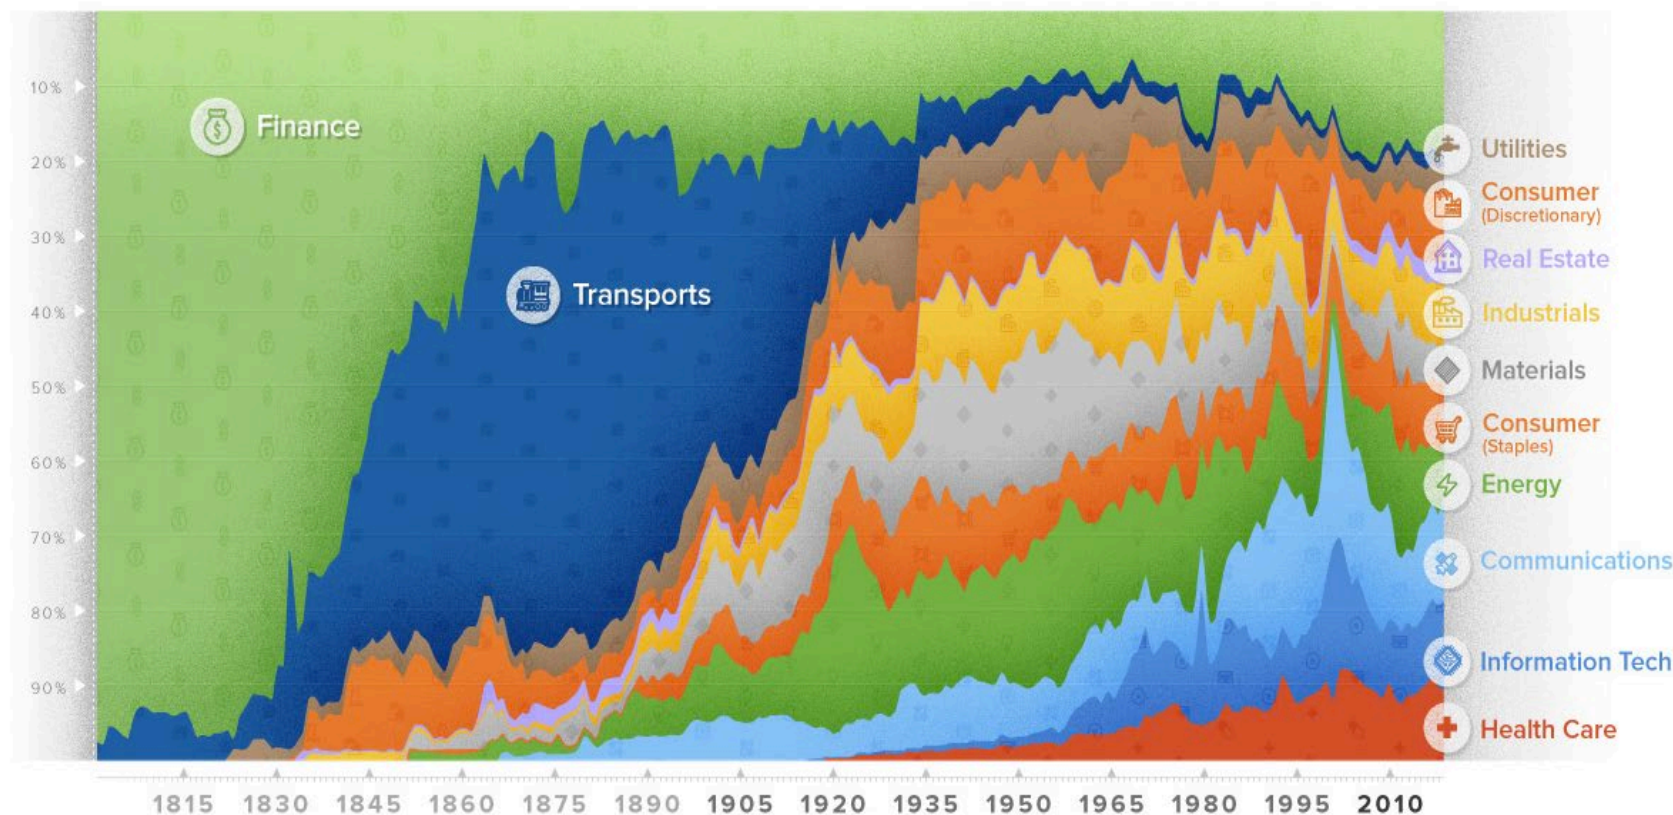 10%
Finance
Utilities
20%
Consumer
(Discretionary)
30%
Real Estate
Transports
40%
Industrials
Materials
50%
Consumer
(Staples)
60%
Energy
70%
Communications
80%
Information Tech
90%
Health Care
1815 1830 1845 1860 1875 1890 1905 1920 1935 1950 1965 1980 1995 2010